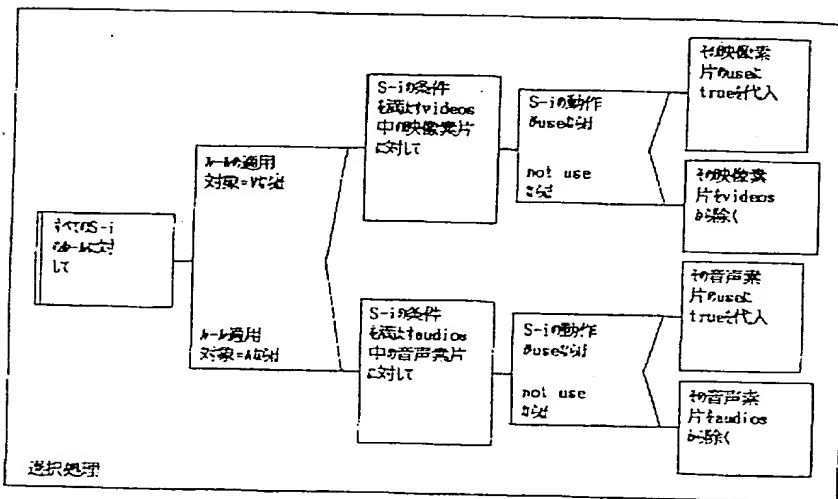 すべてのS-i
のルールに対
して
ルールの適用
対象=Vならば
ルール適用
対象=Aならば
S-iの条件
を満たすvideos
中の映像素片
に対して
S-iの動作
がuseならば
not use
ならば
その映像素
片のuseに
trueを代入
その映像素
片をvideos
から除く
S-iの条件
を満たすaudios
中の音声素片
に対して
S-iの動作
がuseならば
not use
ならば
その音声素
片のuseに
trueを代入
その音声素
片をaudios
から除く
選択処理